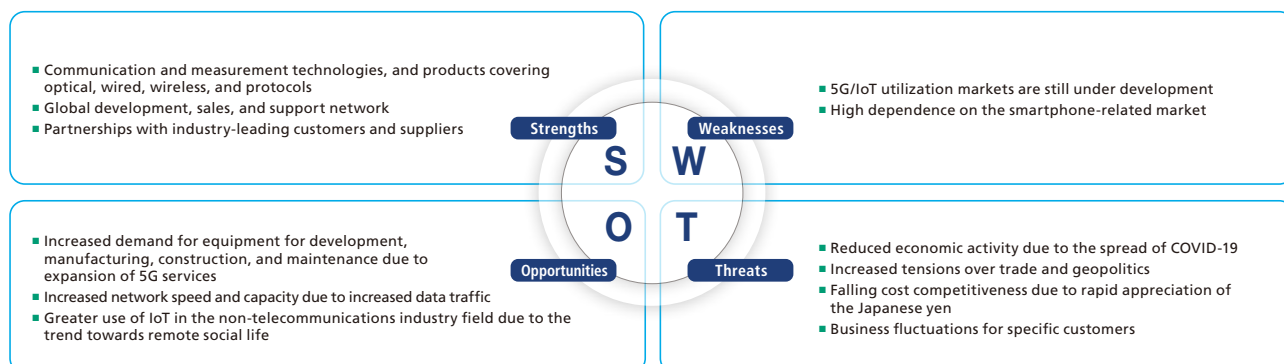 ■ Communication and measurement technologies, and products covering
optical, wired, wireless, and protocols
■ Global development, sales, and support network
■ Partnerships with industry-leading customers and suppliers
Strengths
S
■ 5G/IoT utilization markets are still under development
■ High dependence on the smartphone-related market
Weaknesses
W
■ Increased demand for equipment for development,
manufacturing, construction, and maintenance due to
expansion of 5G services
■ Increased network speed and capacity due to increased data traffic
■ Greater use of IoT in the non-telecommunications industry field due to the
trend towards remote social life
O
Opportunities
■ Reduced economic activity due to the spread of COVID-19
■ Increased tensions over trade and geopolitics
■ Falling cost competitiveness due to rapid appreciation of
the Japanese yen
■ Business fluctuations for specific customers
T
Threats